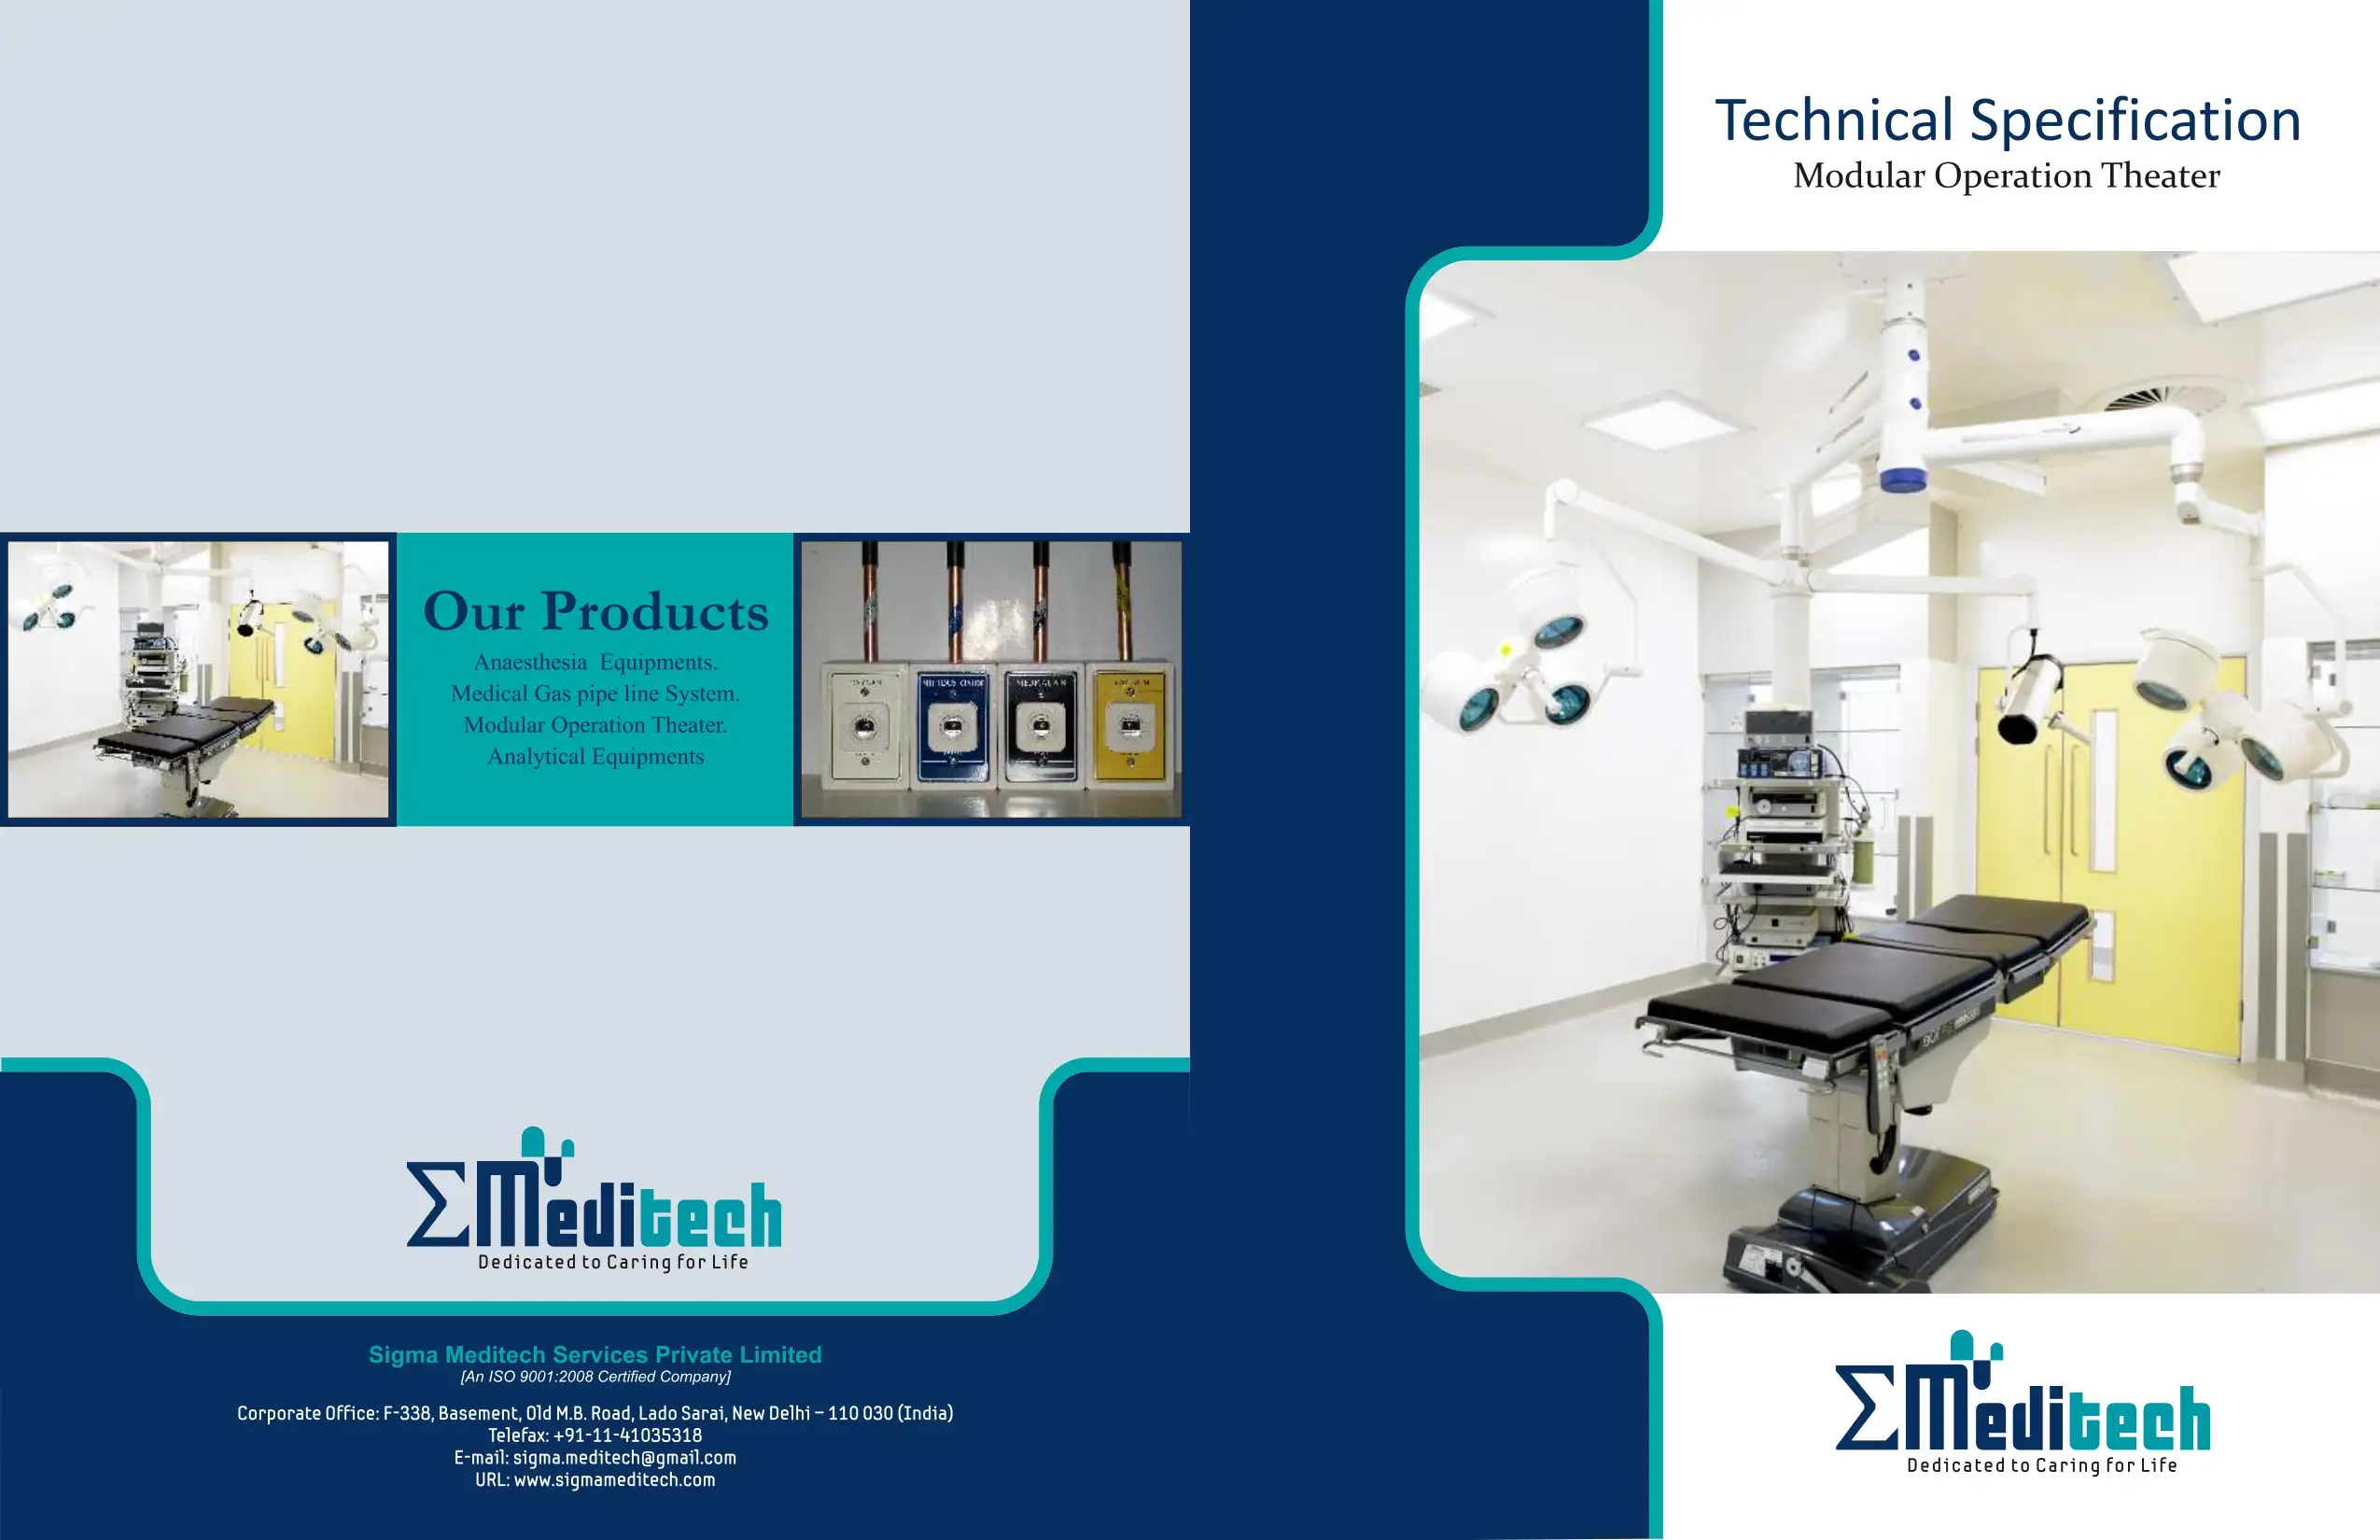 Technical Specification
Modular Operation Theater
Our Products
Anaesthesia Equipments.
Medical Gas pipe line System.
Modular Operation Theater.
Analytical Equipments
ΣMeditech
Dedicated to Caring for Life
Sigma Meditech Services Private Limited
[An ISO 9001:2008 Certified Company]
Corporate Office: F-338, Basement, Old M.B. Road, Lado Sarai, New Delhi – 110 030 (India)
Telefax: +91-11-41035318
E-mail: sigma.meditech@gmail.com
URL: www.sigmameditech.com
ΣMeditech
Dedicated to Caring for Life